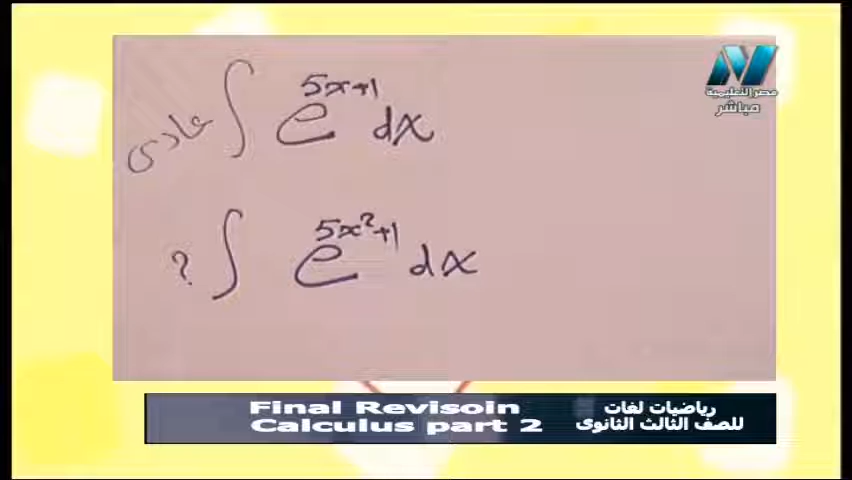 عادى ∫ e^{5x+1} dx
? ∫ e^{5x²+1} dx
مصر التعليمية
مباشر
Final Revisoin
Calculus part 2
رياضيات لغات
للصف الثالث الثانوى